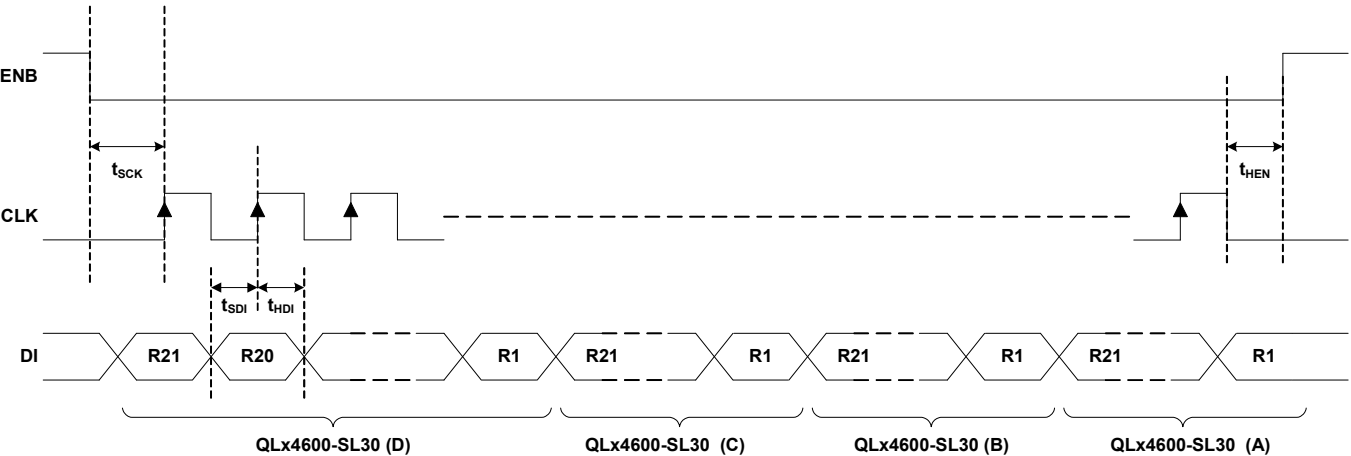 ENB
tSCK
tHEN
CLK
tSDI tHDI
DI R21 R20 R1 R21 R1 R21 R1 R21 R1
QLx4600-SL30 (D) QLx4600-SL30 (C) QLx4600-SL30 (B) QLx4600-SL30 (A)